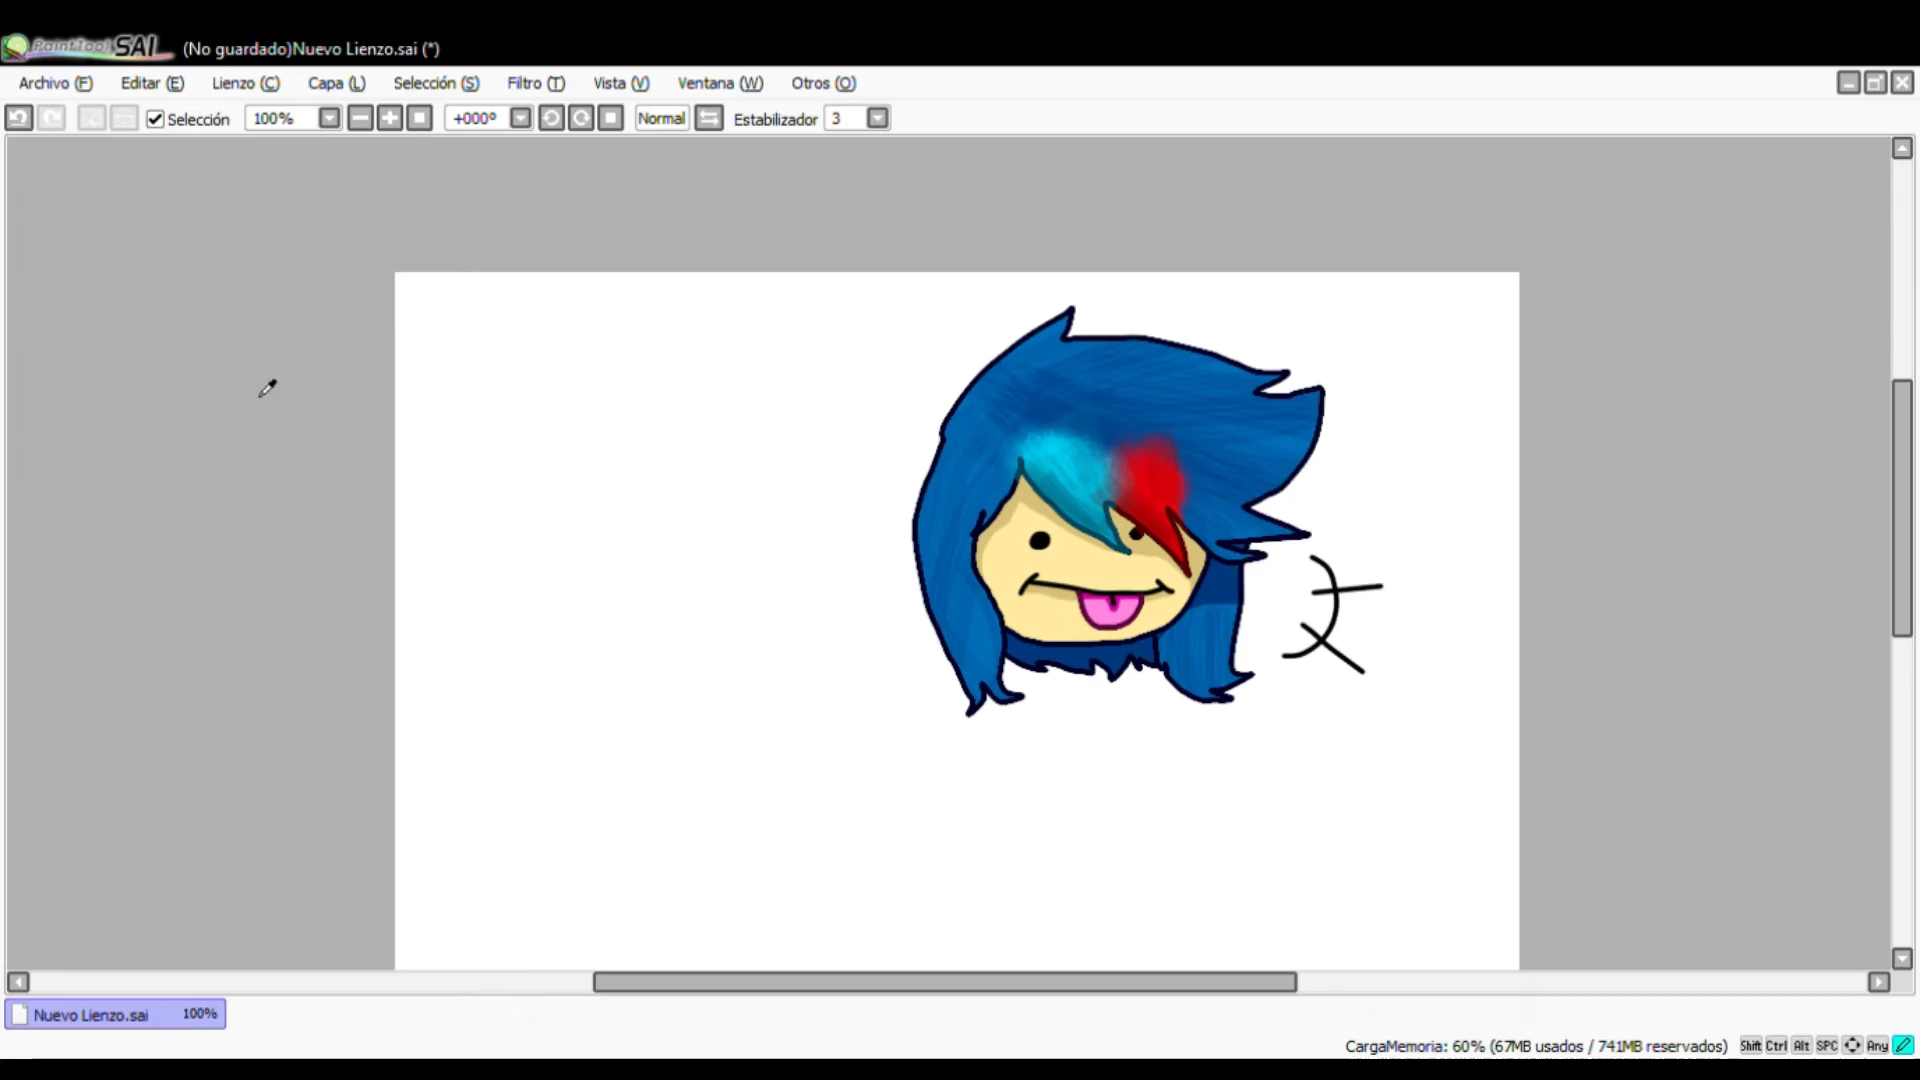 PaintTool SAI (No guardado)Nuevo Lienzo.sai (*)
Archivo (F) Editar (E) Lienzo (C) Capa (L) Selección (S) Filtro (T) Vista (V) Ventana (W) Otros (O)
Selección 100% +000º Normal Estabilizador 3
Nuevo Lienzo.sai 100%
CargaMemoria: 60% (67MB usados / 741MB reservados) Shift Ctrl Alt SPC Any